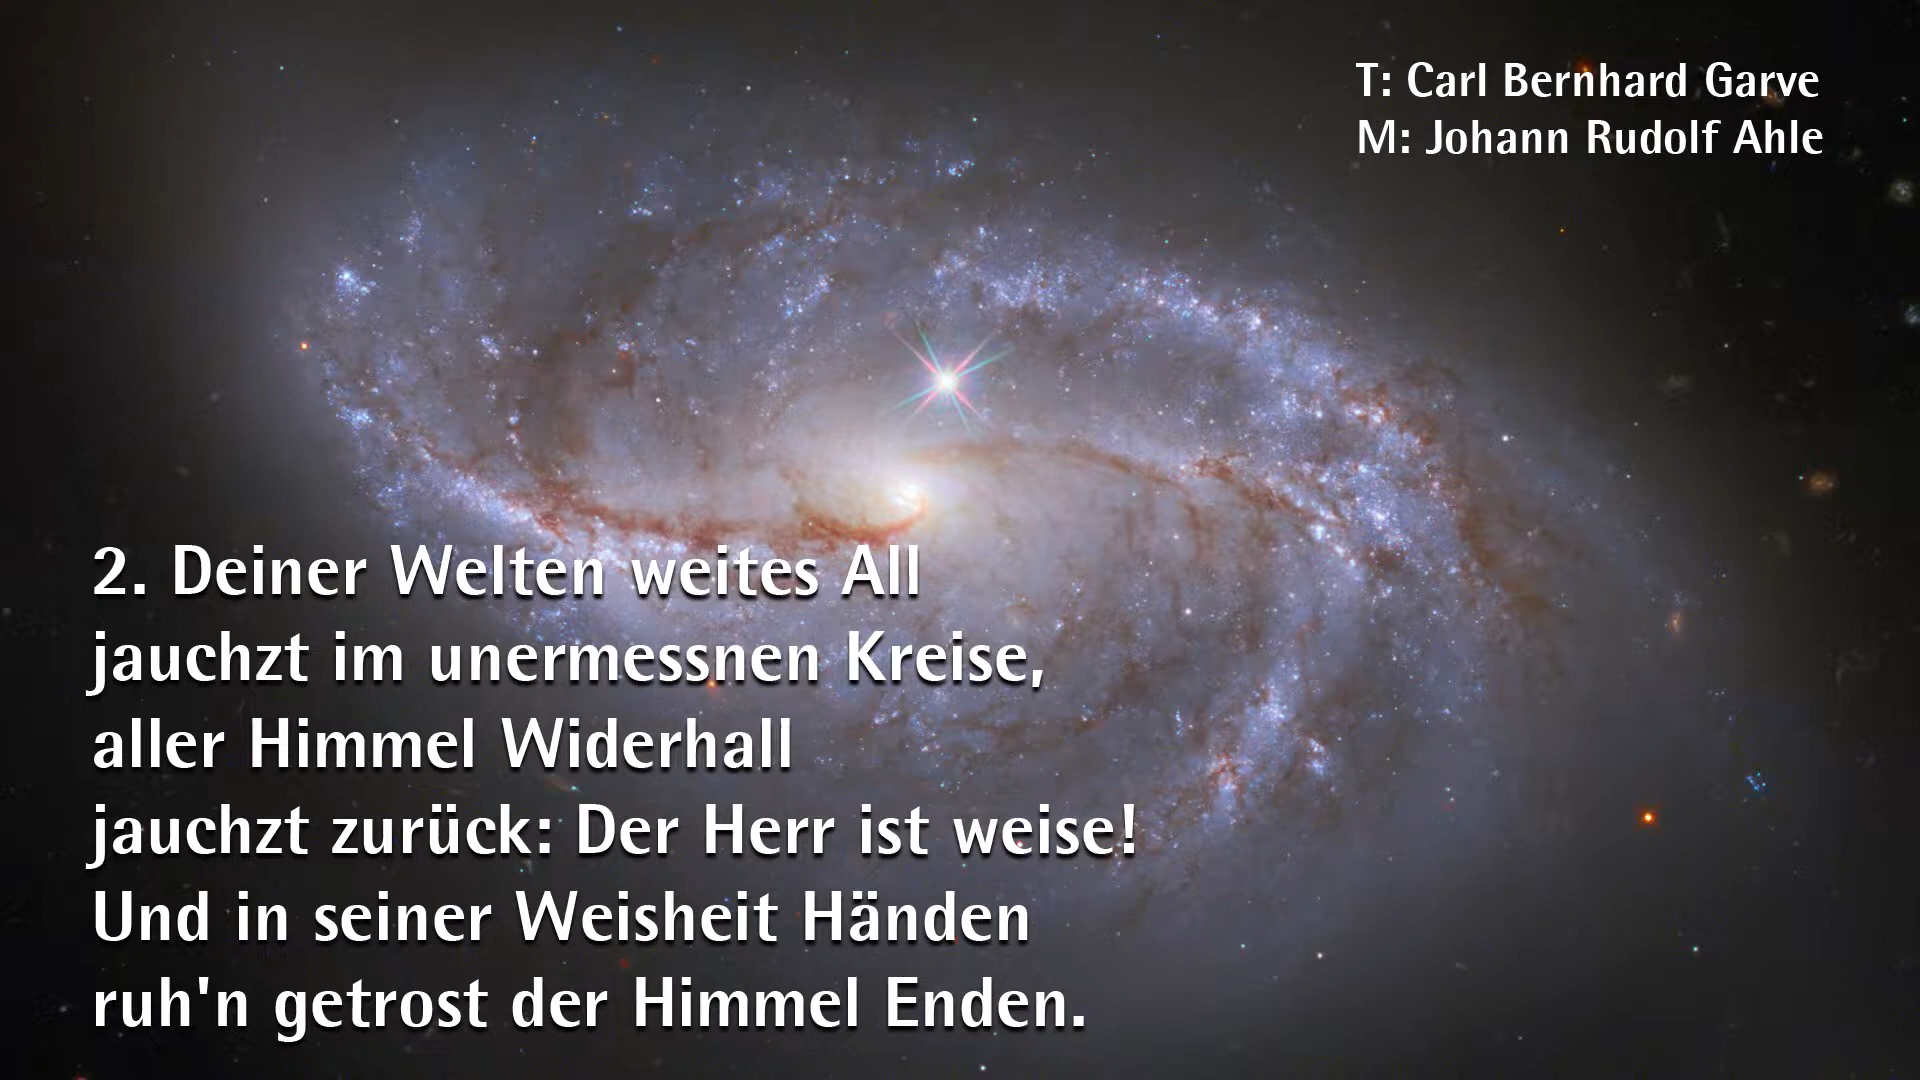 T: Carl Bernhard Garve
M: Johann Rudolf Ahle
2. Deiner Welten weites All
jauchzt im unermessnen Kreise,
aller Himmel Widerhall
jauchzt zurück: Der Herr ist weise!
Und in seiner Weisheit Händen
ruh'n getrost der Himmel Enden.